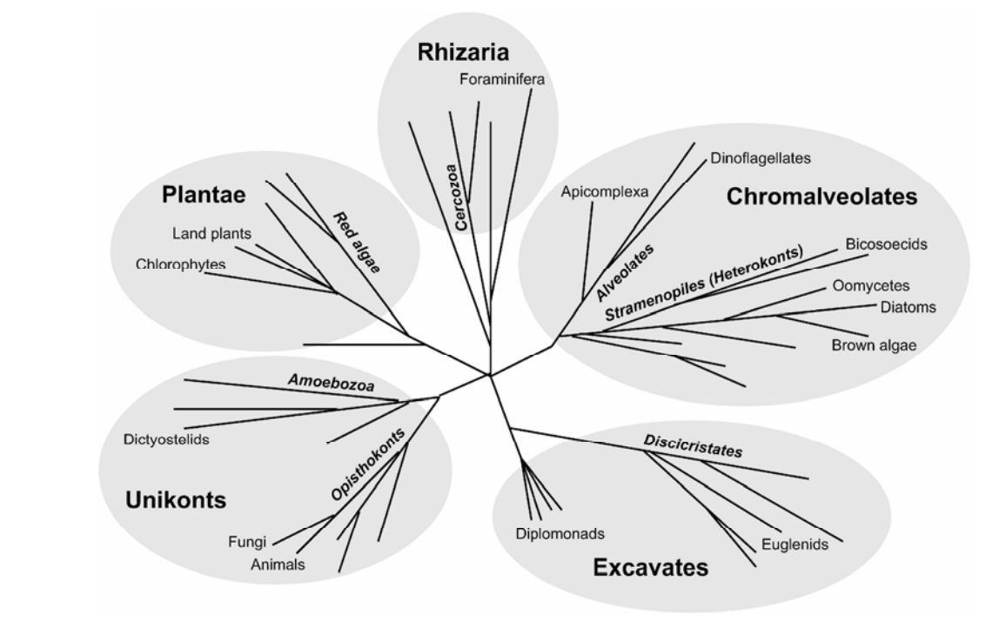 Rhizaria
Foraminifera
Cercozoa
Plantae
Land plants
Chlorophytes
Red algae
Chromalveolates
Dinoflagellates
Apicomplexa
Alveolates
Stramenopiles (Heterokonts)
Bicosoecids
Oomycetes
Diatoms
Brown algae
Amoebozoa
Dictyostelids
Opisthokonts
Unikonts
Fungi
Animals
Discicristates
Diplomonads
Euglenids
Excavates